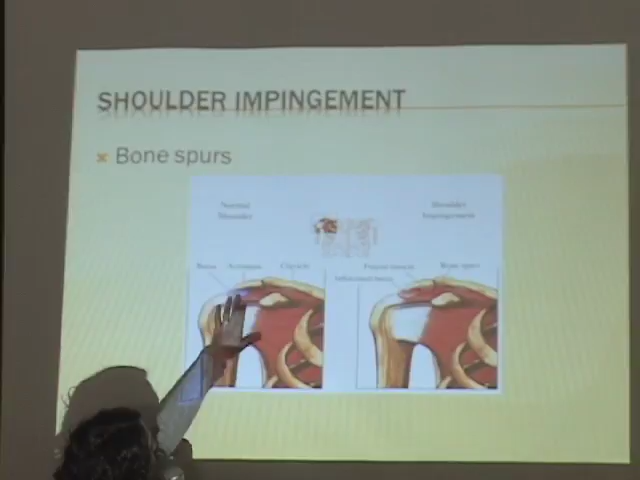 SHOULDER IMPINGEMENT
Bone spurs
Normal
Shoulder
Shoulder
Impingement
Bursa Acromion Clavicle
Bone spurs